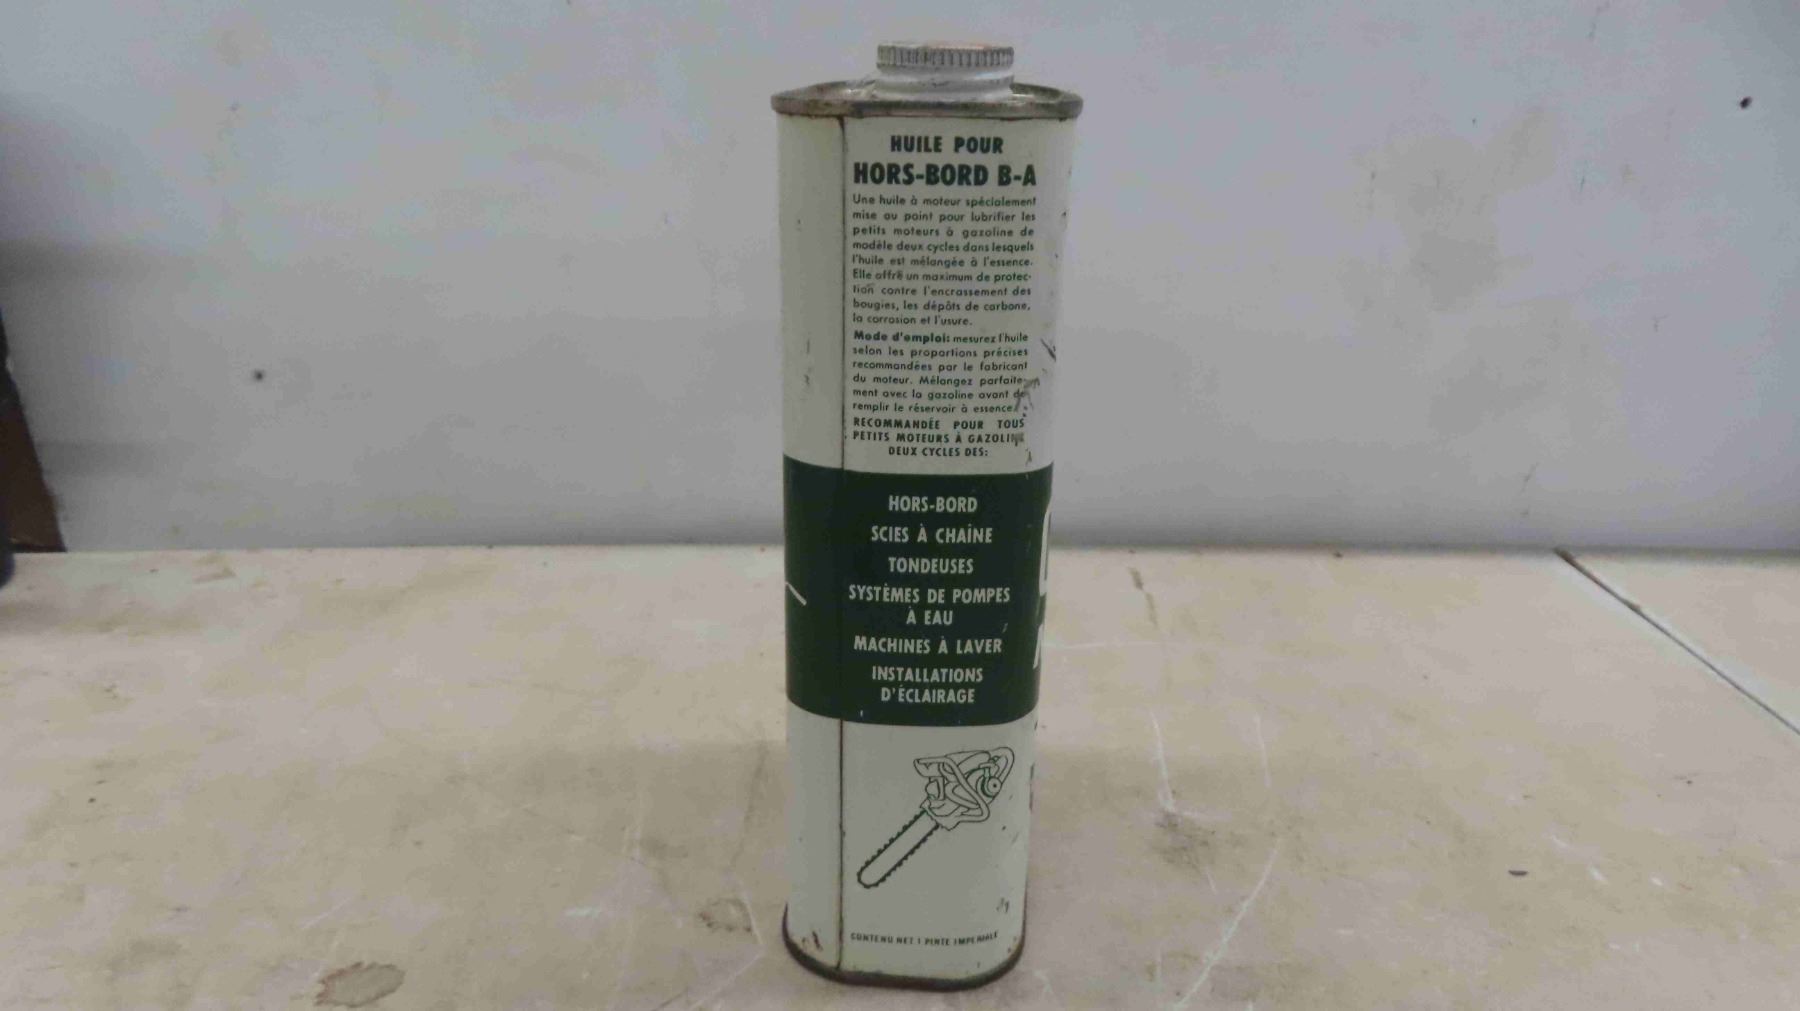 HUILE POUR
HORS-BORD B-A
Une huile à moteur spécialement
mise au point pour lubrifier les
petits moteurs à gazoline de
modèle deux cycles dans lesquels
l'huile est mélangée à l'essence.
Elle offre un maximum de protec-
tion contre l'encrassement des
bougies, les dépôts de carbone,
la corrosion et l'usure.
Mode d'emploi: mesurez l'huile
selon les proportions précises
recommandées par le fabricant
du moteur. Mélangez parfaite-
ment avec la gazoline avant de
remplir le réservoir à essence.
RECOMMANDÉE POUR TOUS
PETITS MOTEURS À GAZOLINE
DEUX CYCLES DES:
HORS-BORD
SCIES À CHAÎNE
TONDEUSES
SYSTÈMES DE POMPES
À EAU
MACHINES À LAVER
INSTALLATIONS
D'ÉCLAIRAGE
CONTENU NET 1 PINTE IMPERIALE